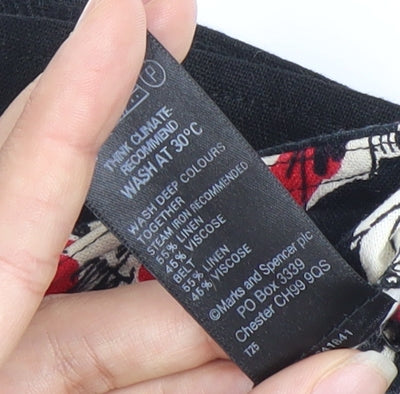 P
THINK CLIMATE-
RECOMMEND
WASH AT 30°C
WASH DEEP COLOURS
TOGETHER
STEAM IRON RECOMMENDED
55% LINEN
45% VISCOSE
BELT
55% LINEN
45% VISCOSE
©Marks and Spencer plc
PO Box 3339
Chester CH99 9QS
T25